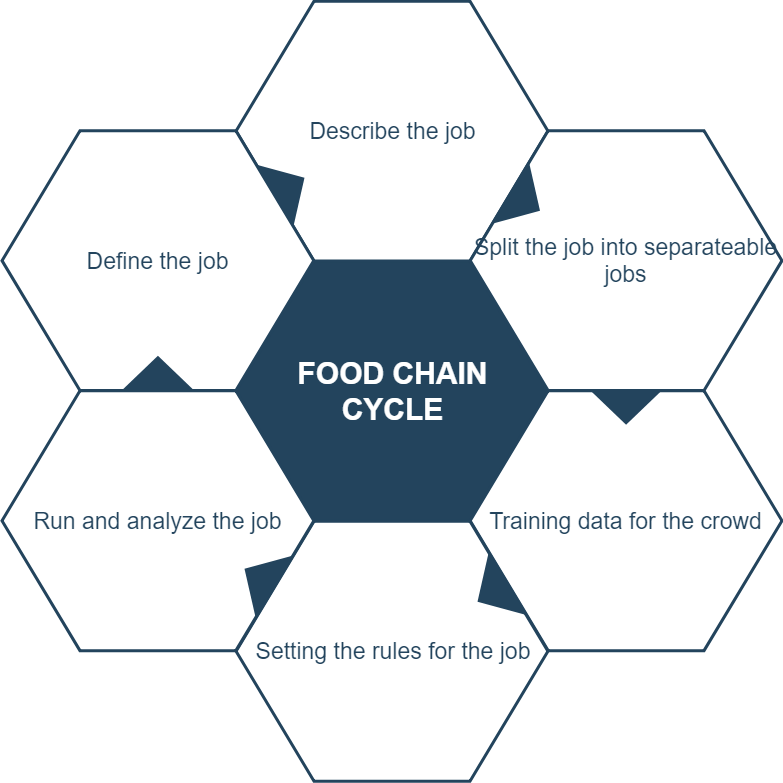 Describe the job
Split the job into separateable
jobs
Define the job
FOOD CHAIN
CYCLE
Run and analyze the job
Training data for the crowd
Setting the rules for the job